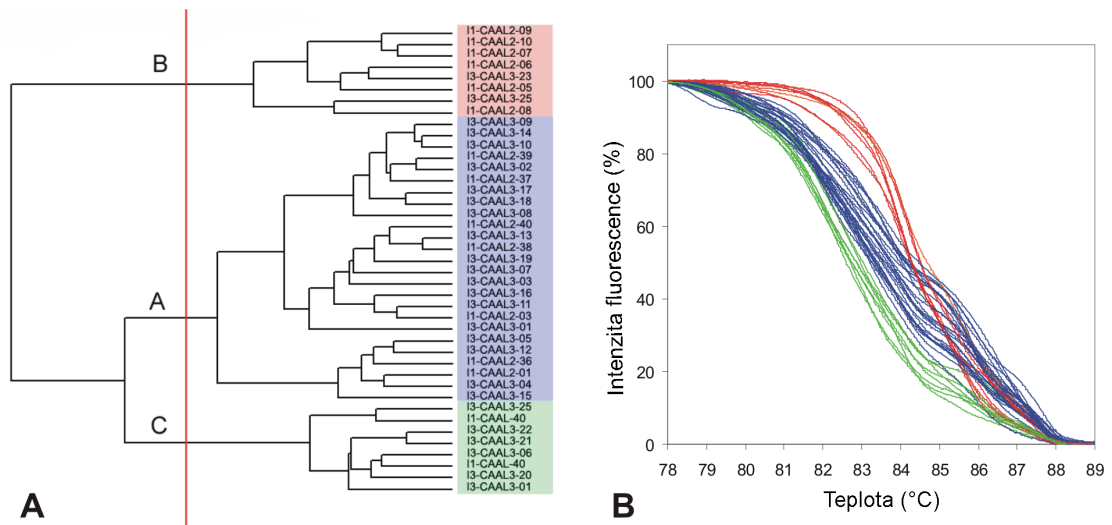 B
A
C
I1-CAAL2-09
I1-CAAL2-10
I1-CAAL2-07
I1-CAAL2-06
I3-CAAL3-23
I1-CAAL2-05
I3-CAAL3-25
I1-CAAL2-08
I3-CAAL3-09
I3-CAAL3-14
I3-CAAL3-10
I1-CAAL2-39
I3-CAAL3-02
I1-CAAL2-37
I3-CAAL3-17
I3-CAAL3-18
I3-CAAL3-08
I1-CAAL2-40
I3-CAAL3-13
I1-CAAL2-38
I3-CAAL3-19
I3-CAAL3-07
I3-CAAL3-03
I3-CAAL3-16
I3-CAAL3-11
I1-CAAL2-03
I3-CAAL3-01
I3-CAAL3-05
I3-CAAL3-12
I1-CAAL2-36
I1-CAAL2-01
I3-CAAL3-04
I3-CAAL3-15
I3-CAAL3-25
I1-CAAL-40
I3-CAAL3-22
I3-CAAL3-21
I3-CAAL3-06
I1-CAAL-40
I3-CAAL3-20
I3-CAAL3-01
A
Intenzita fluorescence (%)
100
80
60
40
20
0
78 79 80 81 82 83 84 85 86 87 88 89
Teplota (°C)
B